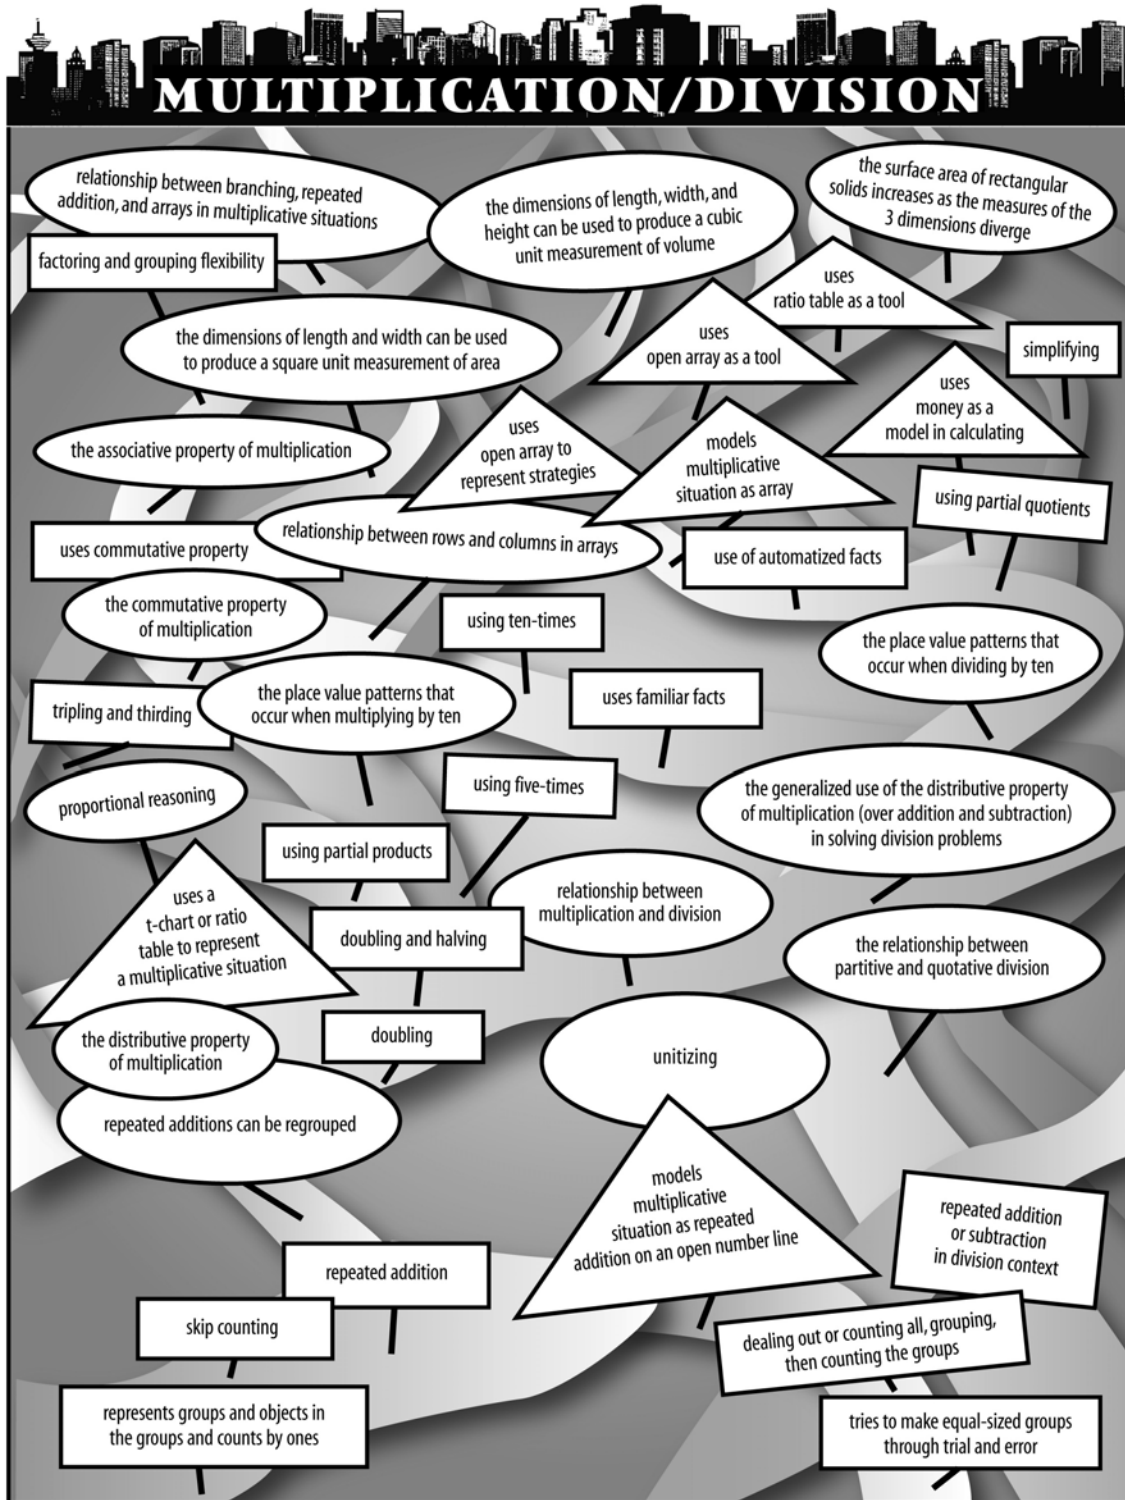 MULTIPLICATION/DIVISION
relationship between branching, repeated
addition, and arrays in multiplicative situations
the dimensions of length, width, and
height can be used to produce a cubic
unit measurement of volume
the surface area of rectangular
solids increases as the measures of the
3 dimensions diverge
factoring and grouping flexibility
uses
ratio table as a tool
the dimensions of length and width can be used
to produce a square unit measurement of area
uses
open array as a tool
simplifying
uses
money as a
model in calculating
the associative property of multiplication
uses
open array to
represent strategies
models
multiplicative
situation as array
using partial quotients
uses commutative property
relationship between rows and columns in arrays
use of automatized facts
the commutative property
of multiplication
using ten-times
the place value patterns that
occur when dividing by ten
tripling and thirding
the place value patterns that
occur when multiplying by ten
uses familiar facts
proportional reasoning
using five-times
the generalized use of the distributive property
of multiplication (over addition and subtraction)
in solving division problems
using partial products
uses a
t-chart or ratio
table to represent
a multiplicative situation
relationship between
multiplication and division
doubling and halving
the relationship between
partitive and quotative division
the distributive property
of multiplication
doubling
unitizing
repeated additions can be regrouped
models
multiplicative
situation as repeated
addition on an open number line
repeated addition
or subtraction
in division context
repeated addition
skip counting
dealing out or counting all, grouping,
then counting the groups
represents groups and objects in
the groups and counts by ones
tries to make equal-sized groups
through trial and error